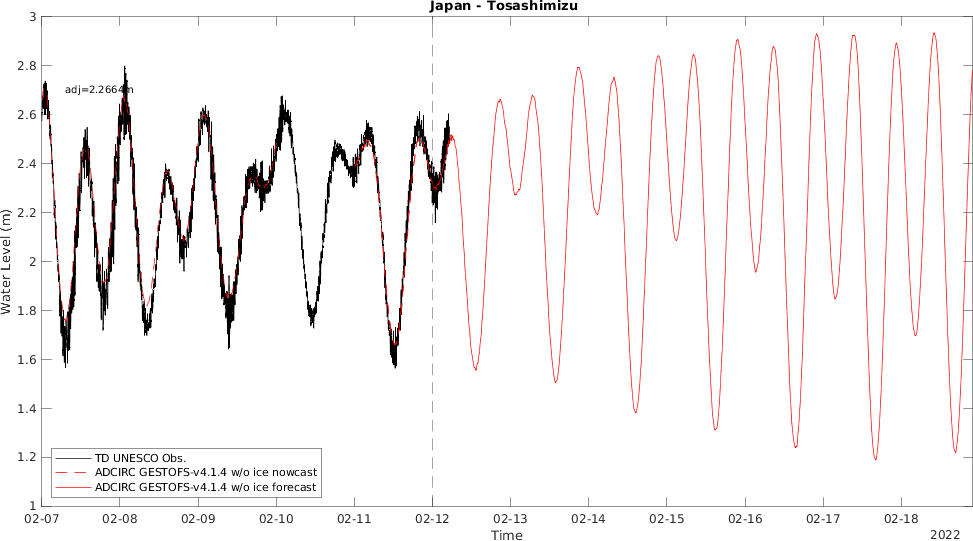 Japan - Tosashimizu
3
2.8
2.6
2.4
2.2
2
1.8
1.6
1.4
1.2
1
Water Level (m)
adj=2.2664m
TD UNESCO Obs.
ADCIRC GESTOFS-v4.1.4 w/o ice nowcast
ADCIRC GESTOFS-v4.1.4 w/o ice forecast
02-07 02-08 02-09 02-10 02-11 02-12 02-13 02-14 02-15 02-16 02-17 02-18
Time
2022